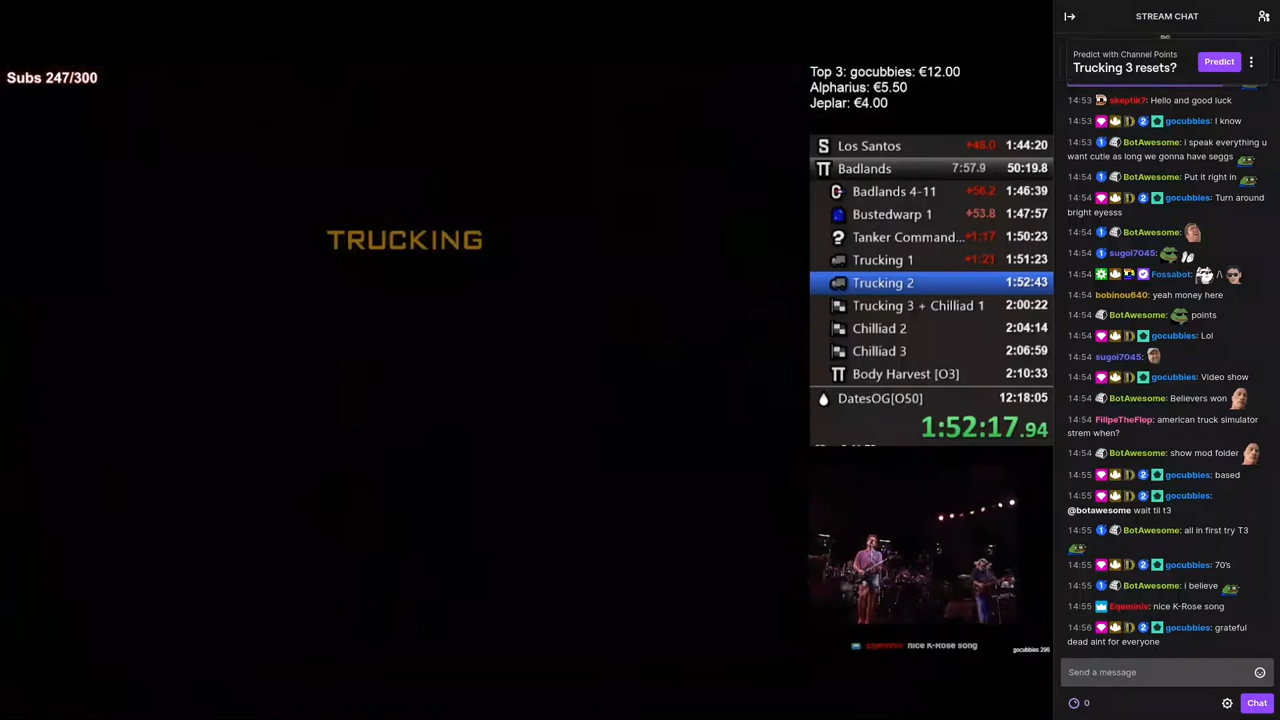 Subs 247/300
TRUCKING
Top 3: gocubbies: €12.00
Alpharius: €5.50
Jeplar: €4.00
Los Santos +48.0 1:44:20
Badlands 7:57.9 50:19.8
Badlands 4-11 +56.2 1:46:39
Bustedwarp 1 +53.8 1:47:57
Tanker Command... +1:17 1:50:23
Trucking 1 +1:21 1:51:23
Trucking 2 1:52:43
Trucking 3 + Chilliad 1 2:00:22
Chilliad 2 2:04:14
Chilliad 3 2:06:59
Body Harvest [O3] 2:10:33
DatesOG[O50] 12:18:05
1:52:17.94
Eqeminiv nice K-Rose song
gocubbies 298
STREAM CHAT
Predict with Channel Points
Trucking 3 resets?
Predict
14:53 skeptik7: Hello and good luck
14:53 gocubbies: I know
14:53 BotAwesome: i speak everything u
want cutie as long we gonna have seggs
14:54 BotAwesome: Put it right in
14:54 gocubbies: Turn around
bright eyesss
14:54 BotAwesome:
14:54 sugoi7045:
14:54 Fossabot: /\
14:54 bobinou640: yeah money here
14:54 BotAwesome: points
14:54 gocubbies: Lol
14:54 sugoi7045:
14:54 gocubbies: Video show
14:54 BotAwesome: Believers won
14:54 FilipeTheFlop: american truck simulator
strem when?
14:54 BotAwesome: show mod folder
14:55 gocubbies: based
14:55 gocubbies:
@botawesome wait til t3
14:55 BotAwesome: all in first try T3
14:55 gocubbies: 70's
14:55 BotAwesome: i believe
14:55 Eqeminiv: nice K-Rose song
14:56 gocubbies: grateful
dead aint for everyone
Send a message
0
Chat